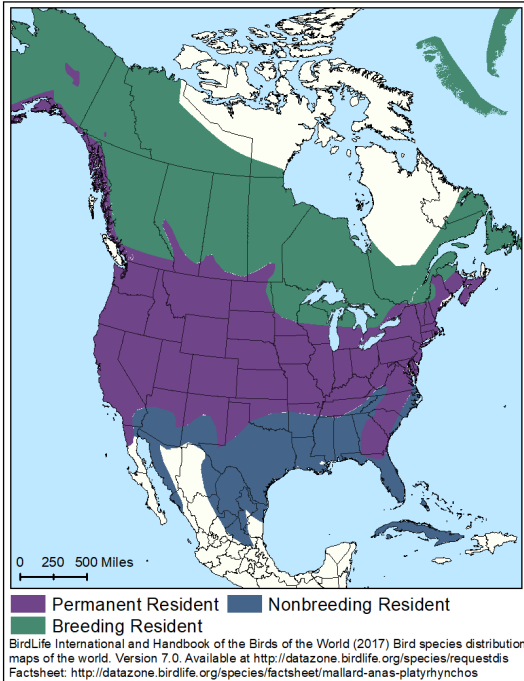 0 250 500 Miles
Permanent Resident Nonbreeding Resident
Breeding Resident
BirdLife International and Handbook of the Birds of the World (2017) Bird species distribution
maps of the world. Version 7.0. Available at http://datazone.birdlife.org/species/requestdis
Factsheet: http://datazone.birdlife.org/species/factsheet/mallard-anas-platyrhynchos